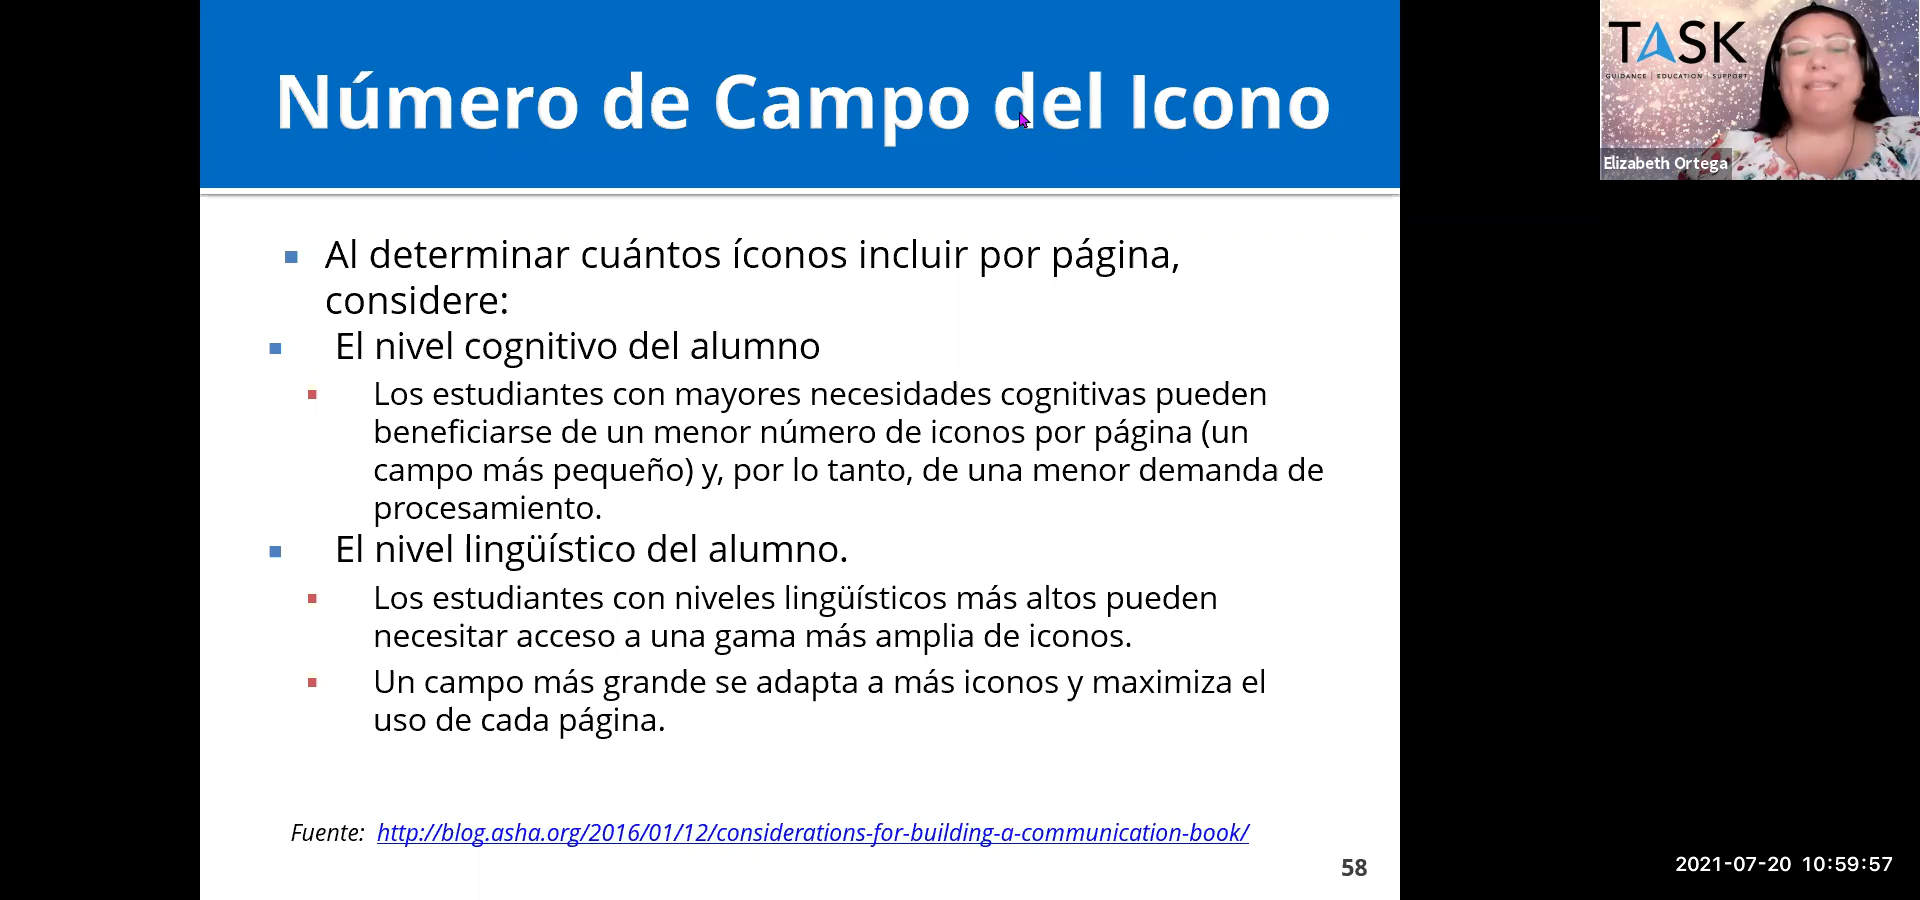 Número de Campo del Icono
Al determinar cuántos íconos incluir por página,
considere:
El nivel cognitivo del alumno
Los estudiantes con mayores necesidades cognitivas pueden
beneficiarse de un menor número de iconos por página (un
campo más pequeño) y, por lo tanto, de una menor demanda de
procesamiento.
El nivel lingüístico del alumno.
Los estudiantes con niveles lingüísticos más altos pueden
necesitar acceso a una gama más amplia de iconos.
Un campo más grande se adapta a más iconos y maximiza el
uso de cada página.
Fuente: http://blog.asha.org/2016/01/12/considerations-for-building-a-communication-book/
58
TASK
GUIDANCE | EDUCATION | SUPPORT
Elizabeth Ortega
2021-07-20 10:59:57